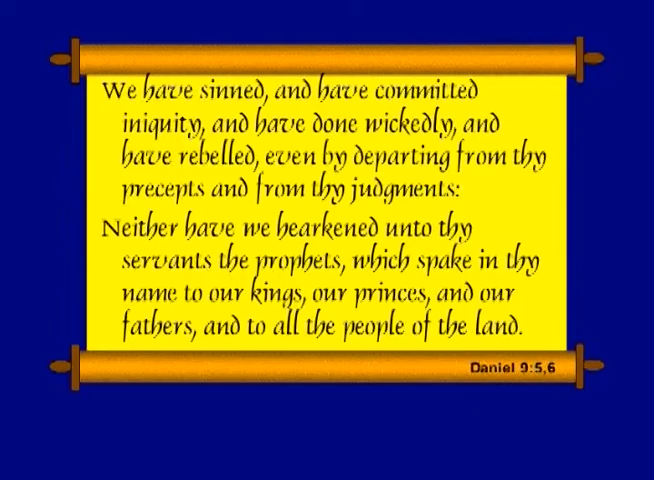 We have sinned, and have committed
iniquity, and have done wickedly, and
have rebelled, even by departing from thy
precepts and from thy judgments:
Neither have we hearkened unto thy
servants the prophets, which spake in thy
name to our kings, our princes, and our
fathers, and to all the people of the land.
Daniel 9:5,6